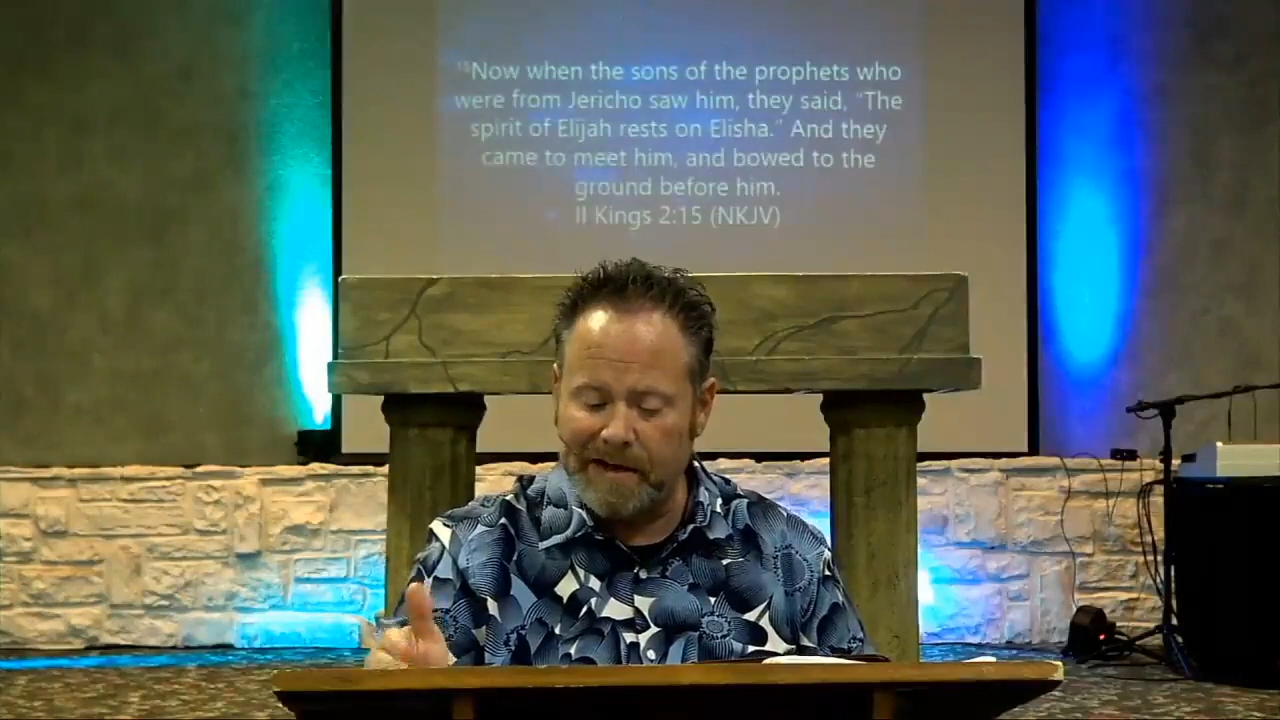 ¹⁵Now when the sons of the prophets who
were from Jericho saw him, they said, “The
spirit of Elijah rests on Elisha.” And they
came to meet him, and bowed to the
ground before him.
II Kings 2:15 (NKJV)